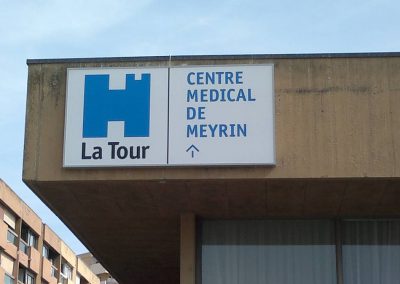 La Tour
CENTRE
MEDICAL
DE
MEYRIN